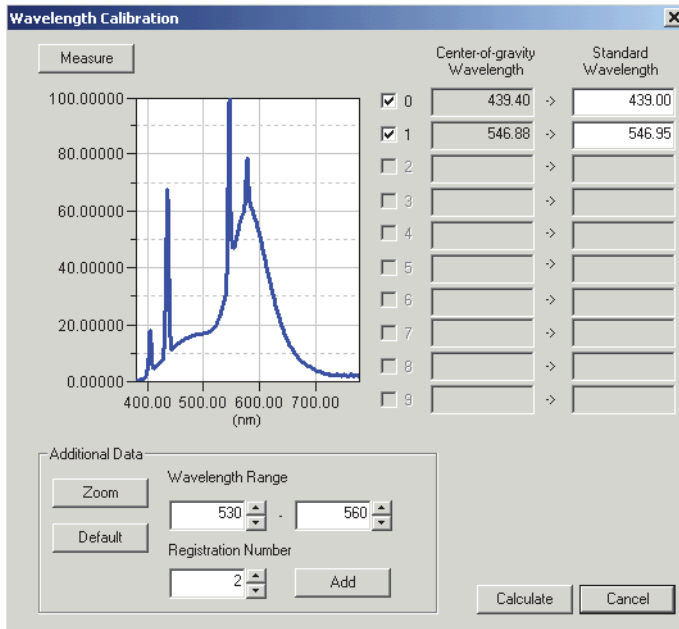 Wavelength Calibration
Measure
Center-of-gravity Wavelength
Standard Wavelength
100.00000
80.00000
60.00000
40.00000
20.00000
0.00000
400.00 500.00 600.00 700.00
(nm)
0 439.40 -> 439.00
1 546.88 -> 546.95
2 ->
3 ->
4 ->
5 ->
6 ->
7 ->
8 ->
9 ->
Additional Data
Zoom
Default
Wavelength Range
530 - 560
Registration Number
2 Add
Calculate Cancel